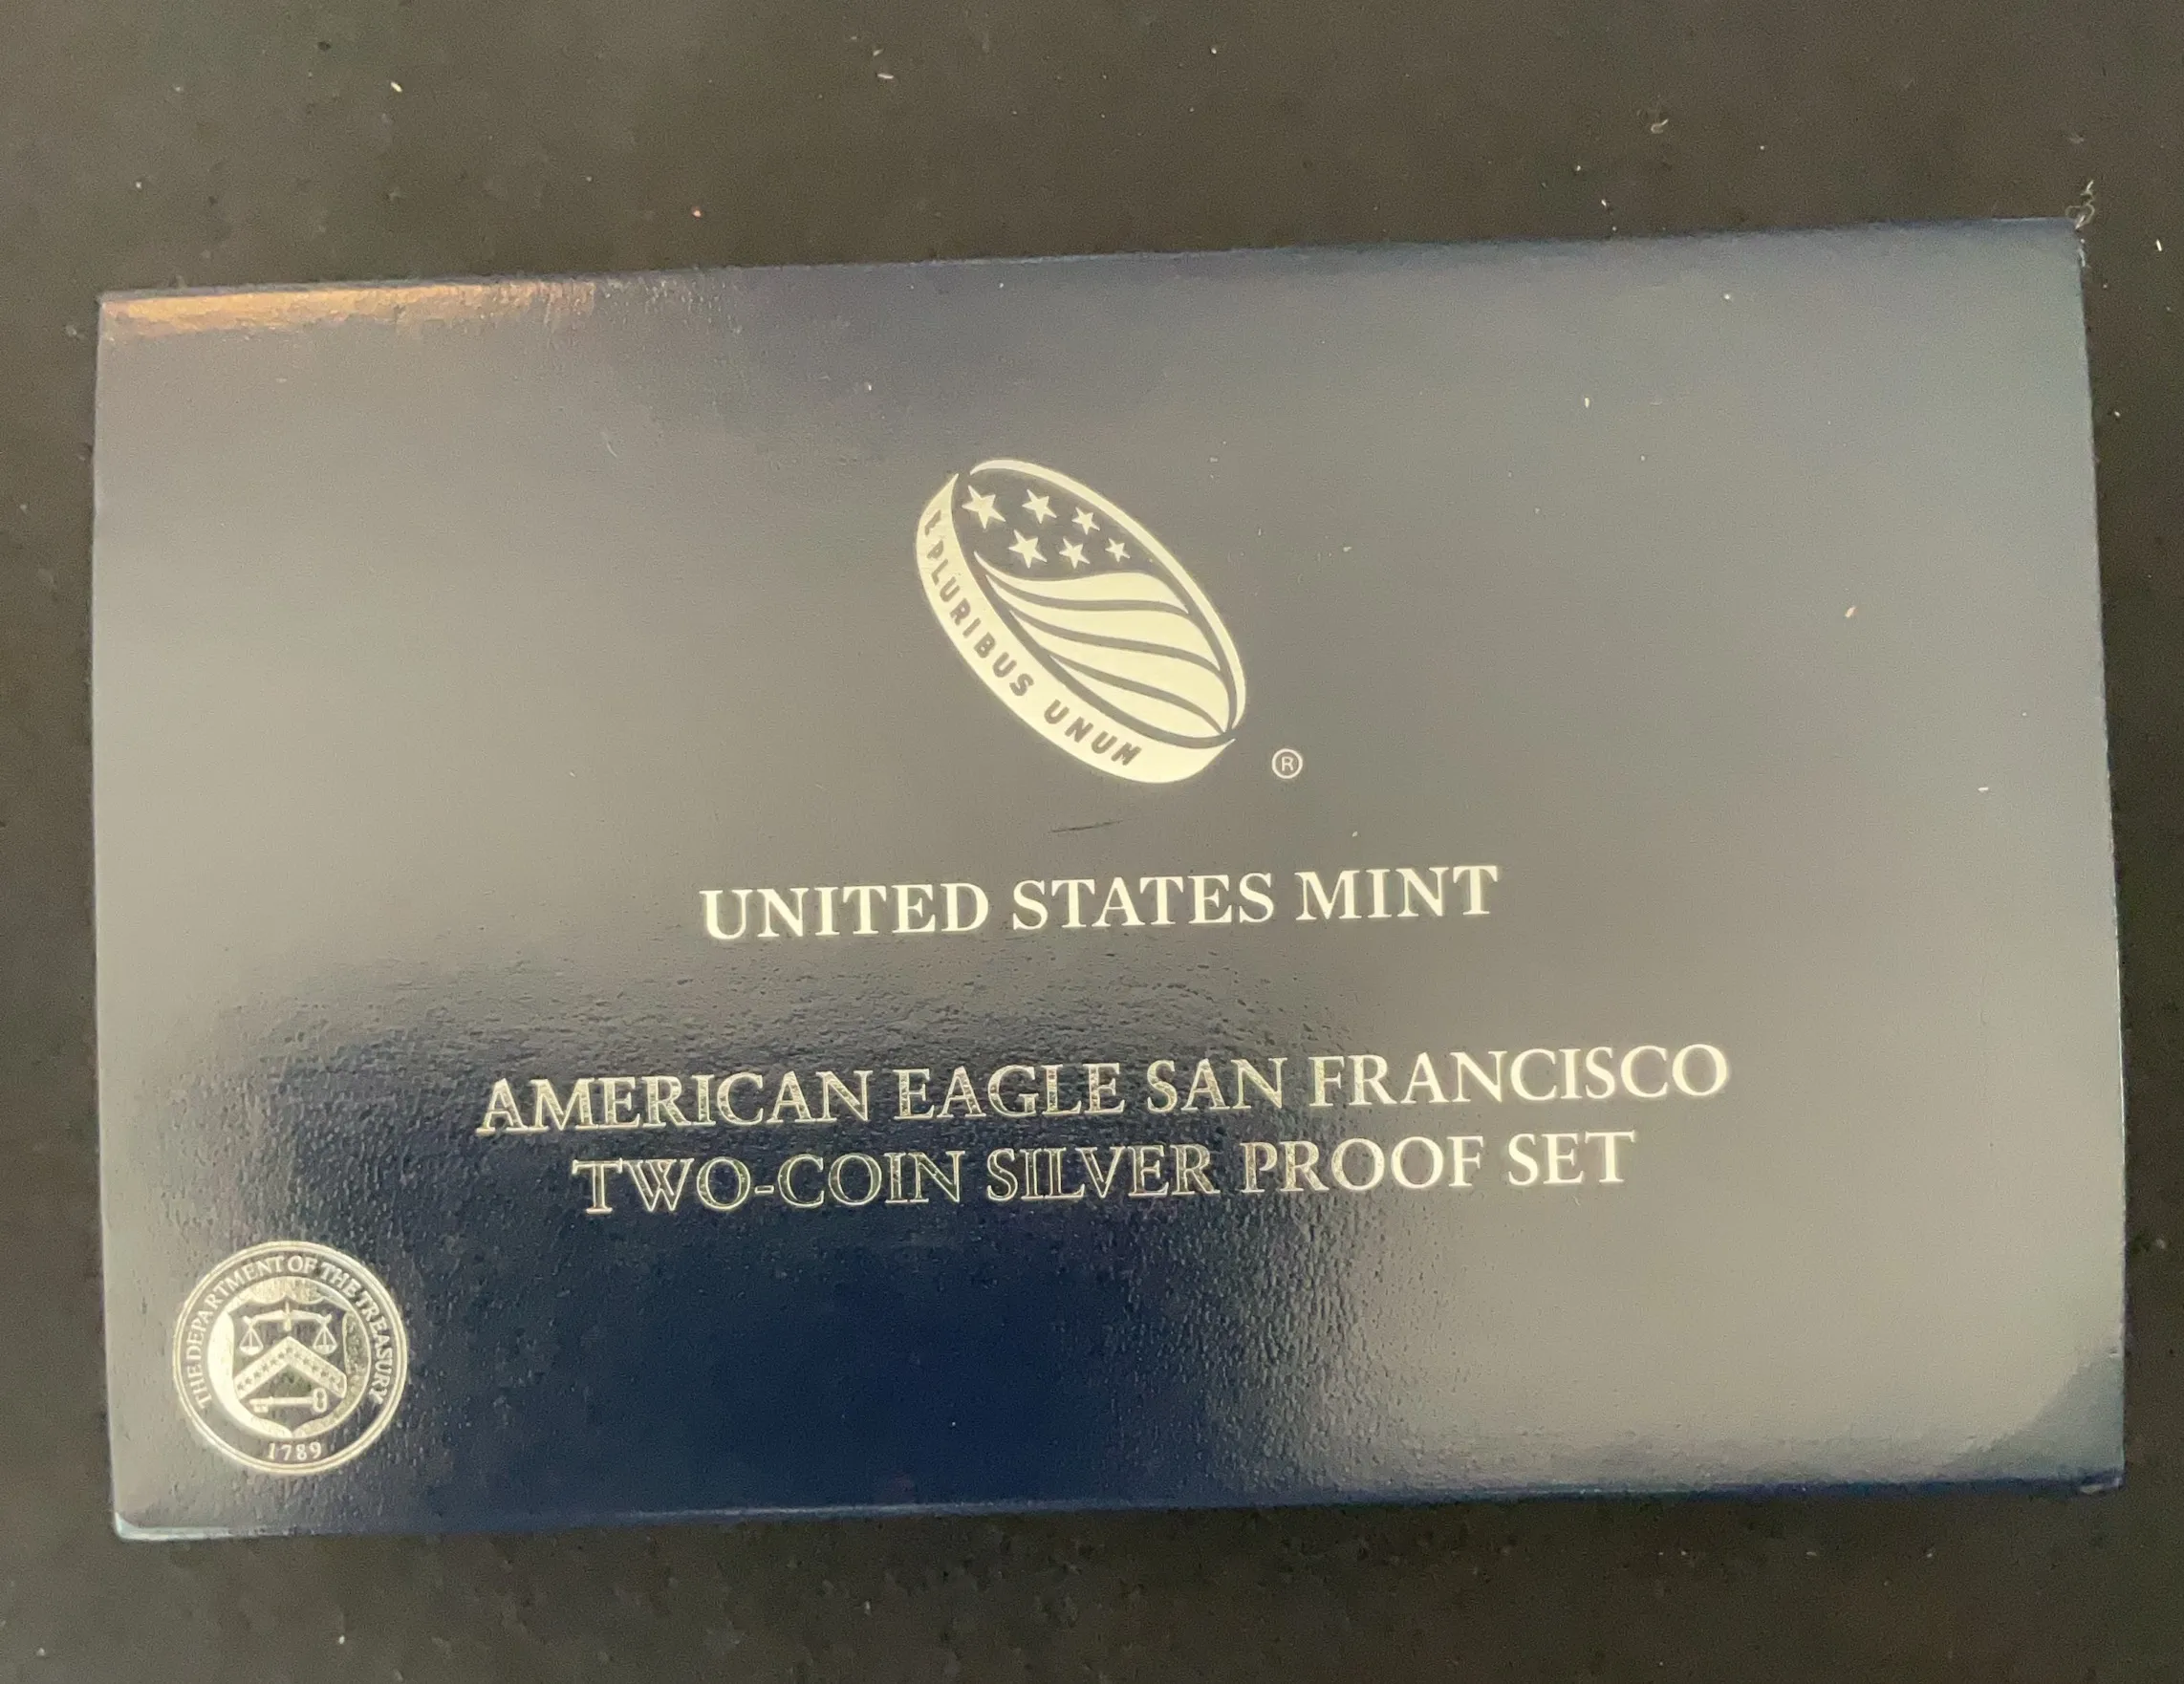 E PLURIBUS UNUM
®
UNITED STATES MINT
AMERICAN EAGLE SAN FRANCISCO
TWO-COIN SILVER PROOF SET
THE DEPARTMENT OF THE TREASURY
1789